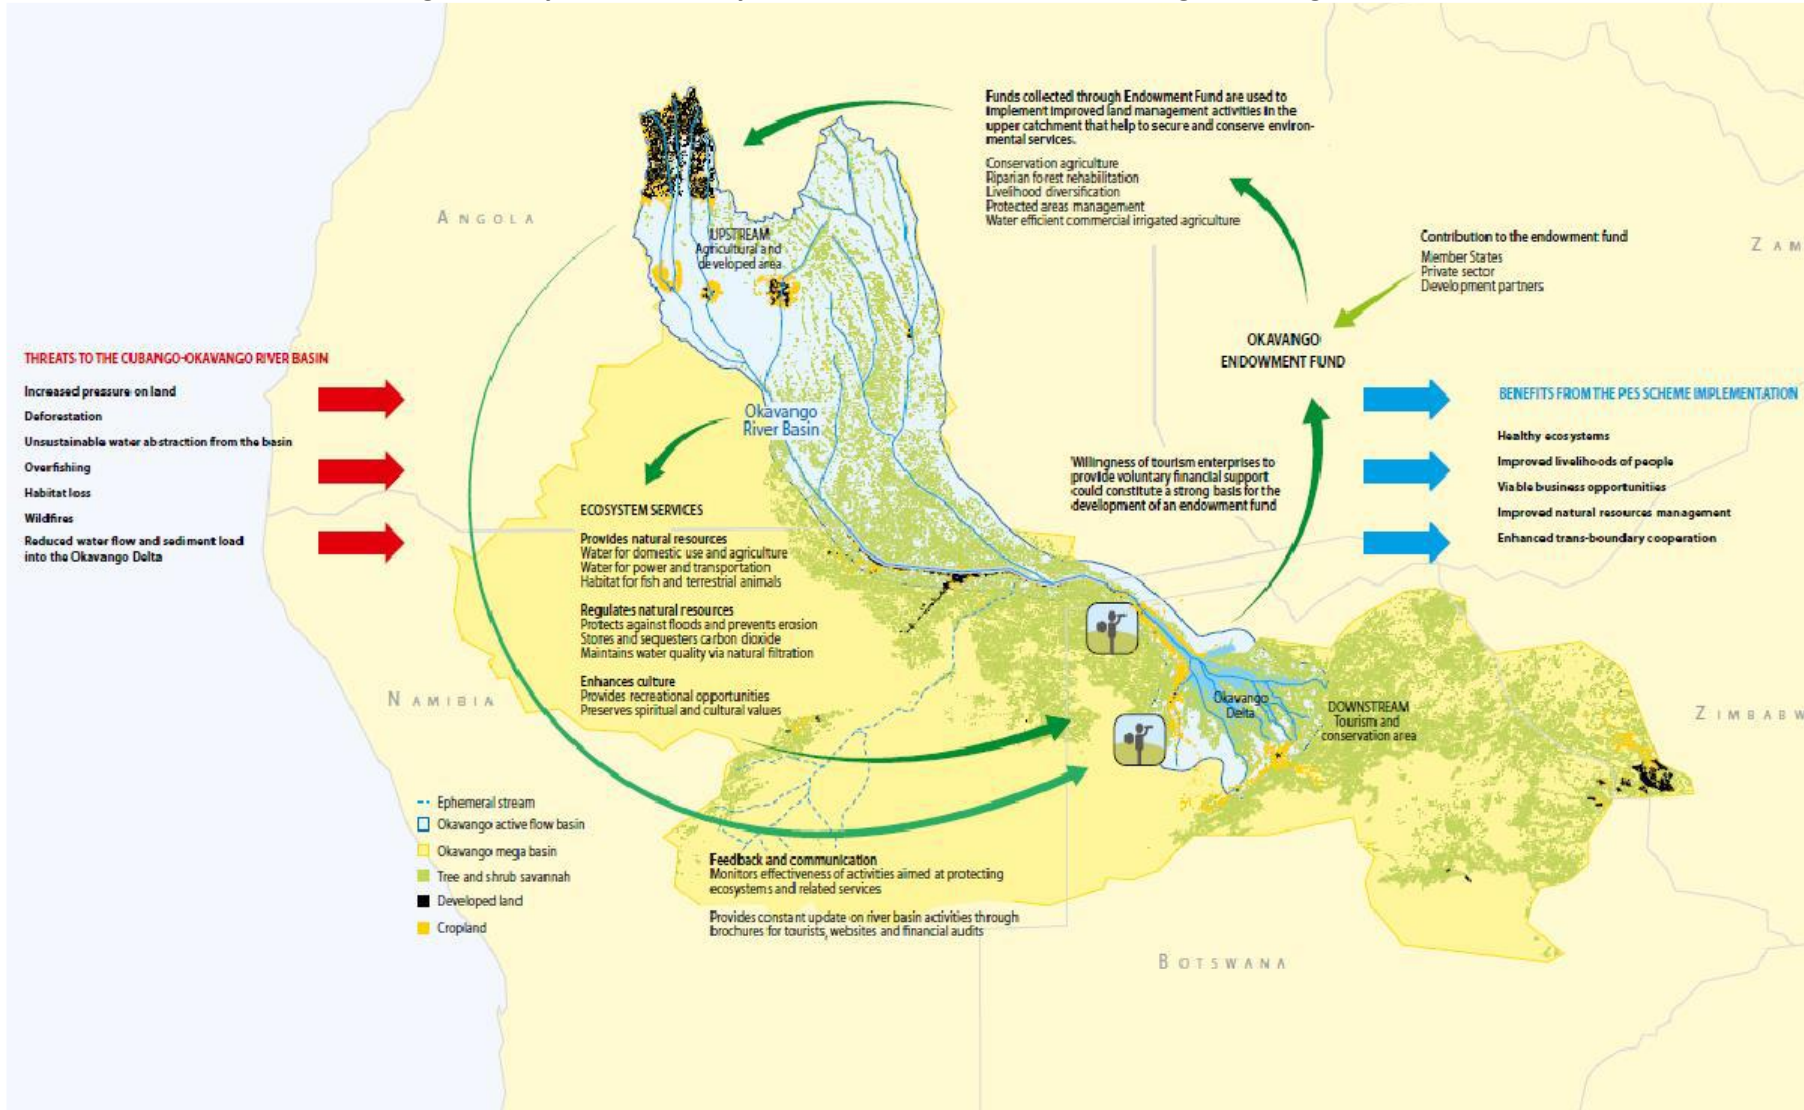 Funds collected through Endowment Fund are used to
implement improved land management activities in the
upper catchment that help to secure and conserve environ-
mental services.
Conservation agriculture
Riparian forest rehabilitation
Livelihood diversification
Protected areas management
Water efficient commercial irrigated agriculture
ANGOLA
UPSTREAM
Agricultural and
developed area
Contribution to the endowment fund
Member States
Private sector
Development partners
ZAM
OKAVANGO
ENDOWMENT FUND
THREATS TO THE CUBANGO-OKAVANGO RIVER BASIN
Increased pressure on land
Deforestation
Unsustainable water abstraction from the basin
Overfishing
Habitat loss
Wildfires
Reduced water flow and sediment load
into the Okavango Delta
BENEFITS FROM THE PES SCHEME IMPLEMENTATION
Healthy ecosystems
Improved livelihoods of people
Viable business opportunities
Improved natural resources management
Enhanced trans-boundary cooperation
Okavango
River Basin
Willingness of tourism enterprises to
provide voluntary financial support
could constitute a strong basis for the
development of an endowment fund
ECOSYSTEM SERVICES
Provides natural resources
Water for domestic use and agriculture
Water for power and transportation
Habitat for fish and terrestrial animals
Regulates natural resources
Protects against floods and prevents erosion
Stores and sequesters carbon dioxide
Maintains water quality via natural filtration
Enhances culture
Provides recreational opportunities
Preserves spiritual and cultural values
NAMIBIA
Okavango
Delta
DOWNSTREAM
Tourism and
conservation area
ZIMBABW
Ephemeral stream
Okavango active flow basin
Okavango mega basin
Tree and shrub savannah
Developed land
Cropland
Feedback and communication
Monitors effectiveness of activities aimed at protecting
ecosystems and related services
Provides constant update on river basin activities through
brochures for tourists, websites and financial audits
BOTSWANA